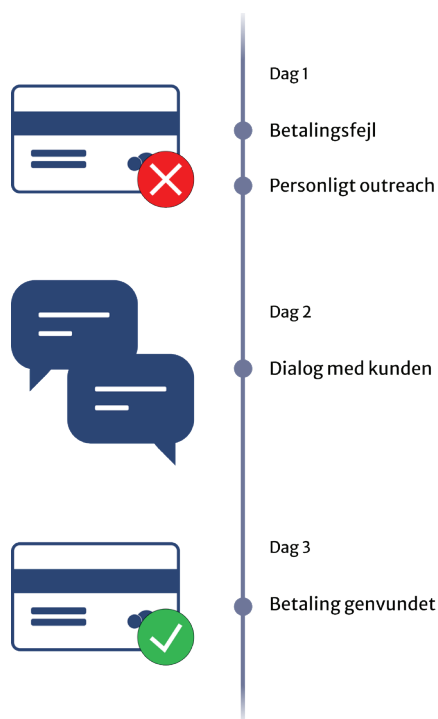 Dag 1
Betalingsfejl
Personligt outreach
Dag 2
Dialog med kunden
Dag 3
Betaling genvundet